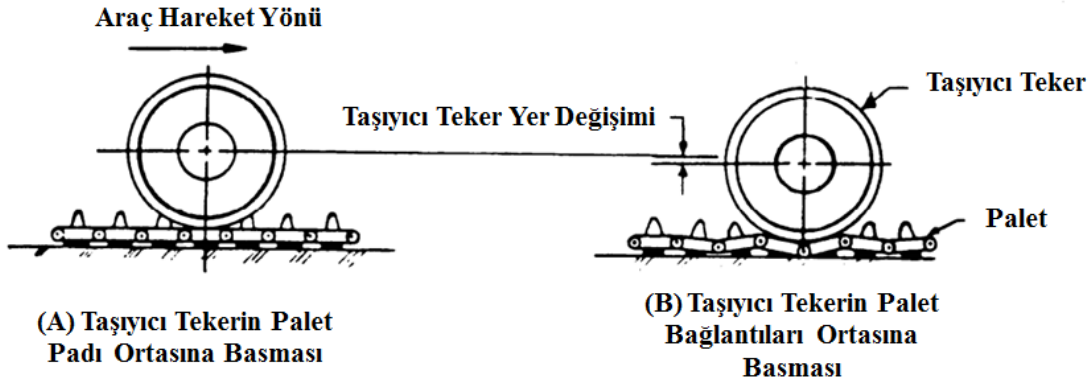 Araç Hareket Yönü
Taşıyıcı Teker Yer Değişimi
Taşıyıcı Teker
Palet
(A) Taşıyıcı Tekerin Palet
Padı Ortasına Basması
(B) Taşıyıcı Tekerin Palet
Bağlantıları Ortasına
Basması